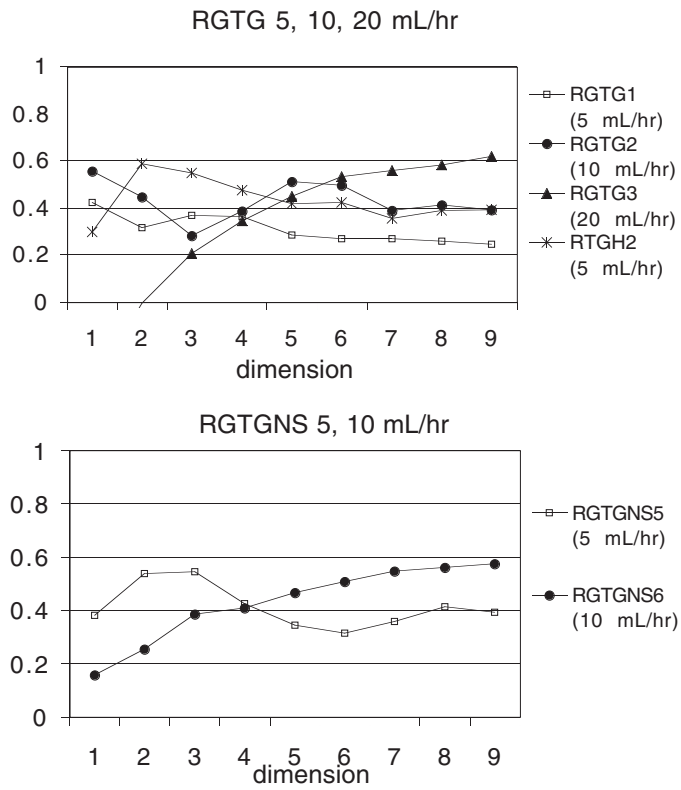 RGTG 5, 10, 20 mL/hr
1
0.8
0.6
0.4
0.2
0
1 2 3 4 5 6 7 8 9
dimension
RGTG1
(5 mL/hr)
RGTG2
(10 mL/hr)
RGTG3
(20 mL/hr)
RTGH2
(5 mL/hr)
RGTGNS 5, 10 mL/hr
1
0.8
0.6
0.4
0.2
0
1 2 3 4 5 6 7 8 9
dimension
RGTGNS5
(5 mL/hr)
RGTGNS6
(10 mL/hr)